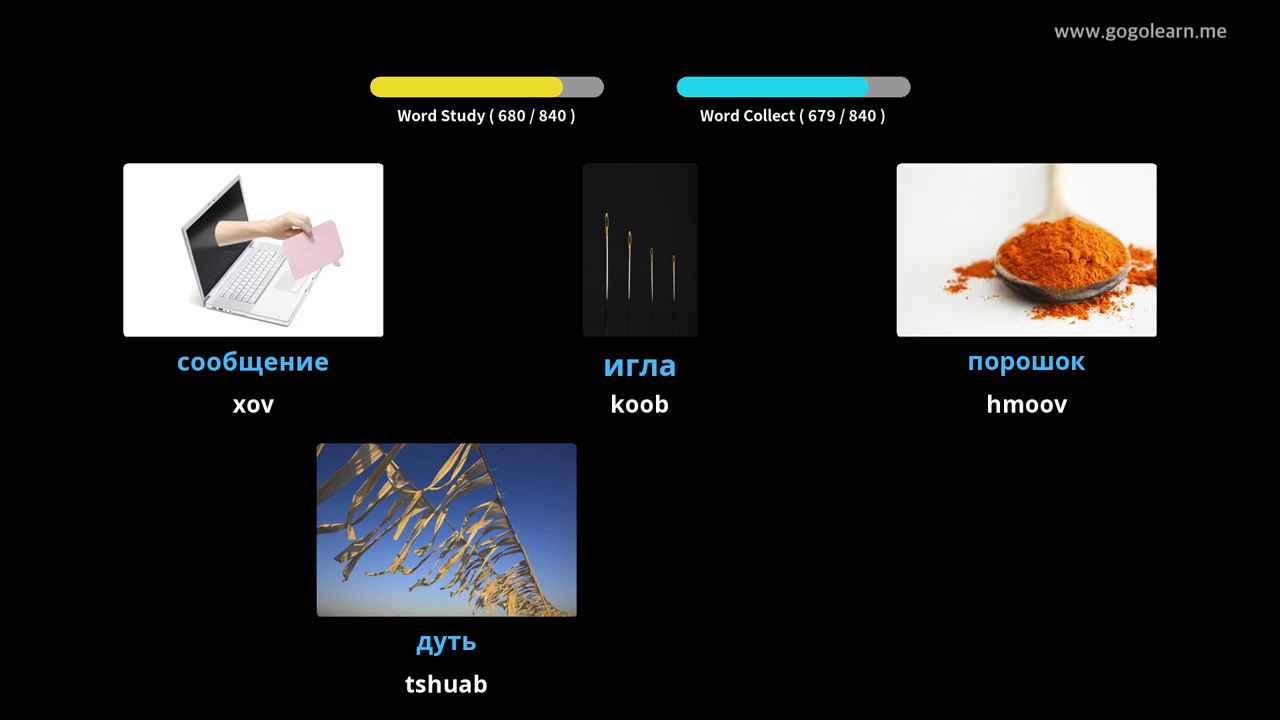 www.gogolearn.me
Word Study ( 680 / 840 )
Word Collect ( 679 / 840 )
сообщение
xov
игла
koob
порошок
hmoov
дуть
tshuab